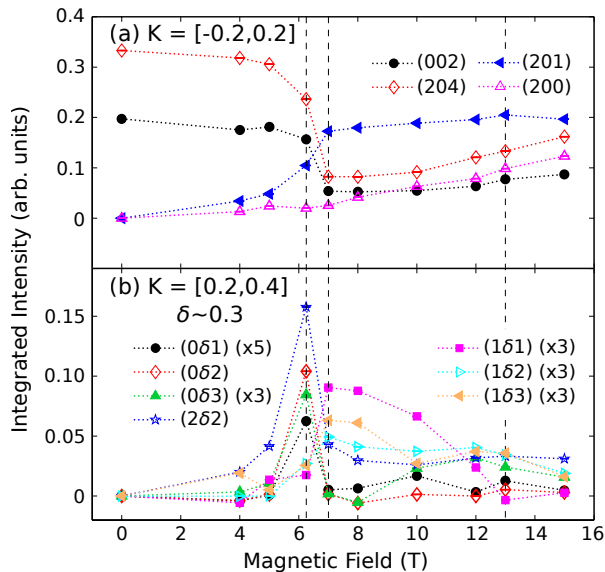 (a) K = [-0.2,0.2]
(002)
(204)
(201)
(200)
0.4
0.3
0.2
0.1
0
Integrated Intensity (arb. units)
(b) K = [0.2,0.4]
δ~0.3
(0δ1) (x5)
(0δ2)
(0δ3) (x3)
(2δ2)
(1δ1) (x3)
(1δ2) (x3)
(1δ3) (x3)
0.15
0.10
0.05
0
0 2 4 6 8 10 12 14 16
Magnetic Field (T)